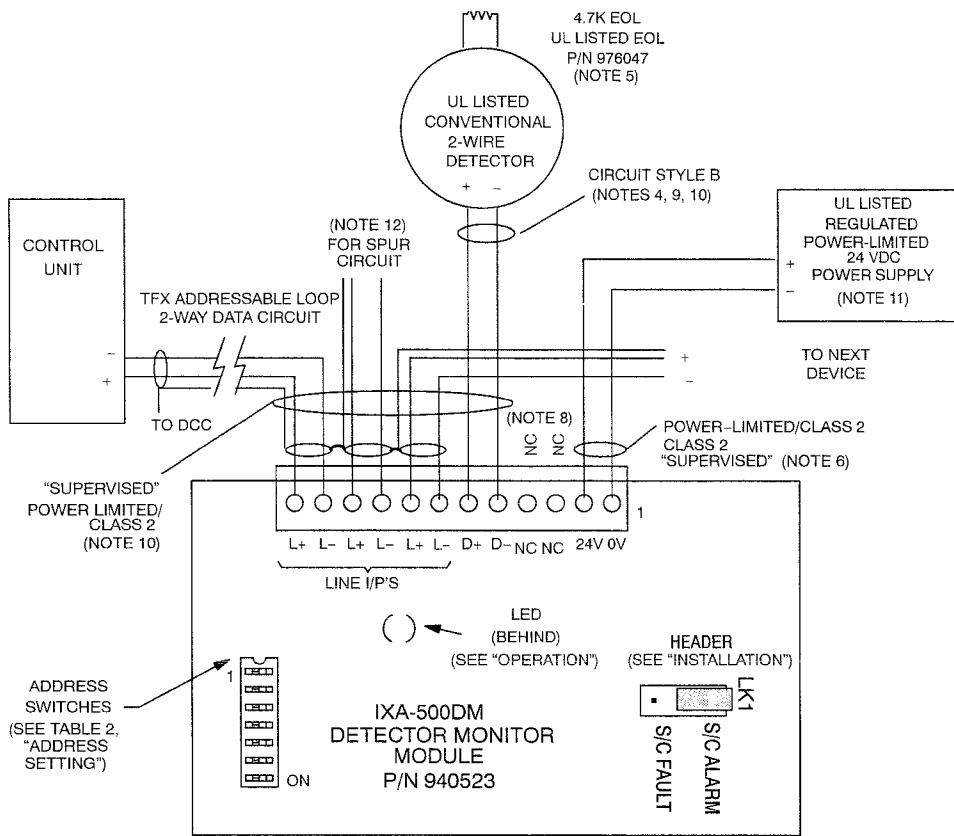 4.7K EOL
UL LISTED EOL
P/N 976047
(NOTE 5)
UL LISTED
CONVENTIONAL
2-WIRE
DETECTOR
+ −
CIRCUIT STYLE B
(NOTES 4, 9, 10)
UL LISTED
REGULATED
POWER-LIMITED
24 VDC
POWER SUPPLY
(NOTE 11)
+
−
CONTROL
UNIT
−
+
(NOTE 12)
FOR SPUR
CIRCUIT
TFX ADDRESSABLE LOOP
2-WAY DATA CIRCUIT
TO DCC
+
−
TO NEXT
DEVICE
(NOTE 8)
NC
NC
POWER-LIMITED/CLASS 2
CLASS 2
"SUPERVISED" (NOTE 6)
"SUPERVISED"
POWER LIMITED/
CLASS 2
(NOTE 10)
1
L+ L− L+ L− L+ L− D+ D− NC NC 24V 0V
LINE I/P'S
LED
(BEHIND)
(SEE "OPERATION")
HEADER
(SEE "INSTALLATION")
LK1
S/C FAULT
S/C ALARM
ADDRESS
SWITCHES
(SEE TABLE 2,
"ADDRESS
SETTING")
1
ON
IXA-500DM
DETECTOR MONITOR
MODULE
P/N 940523